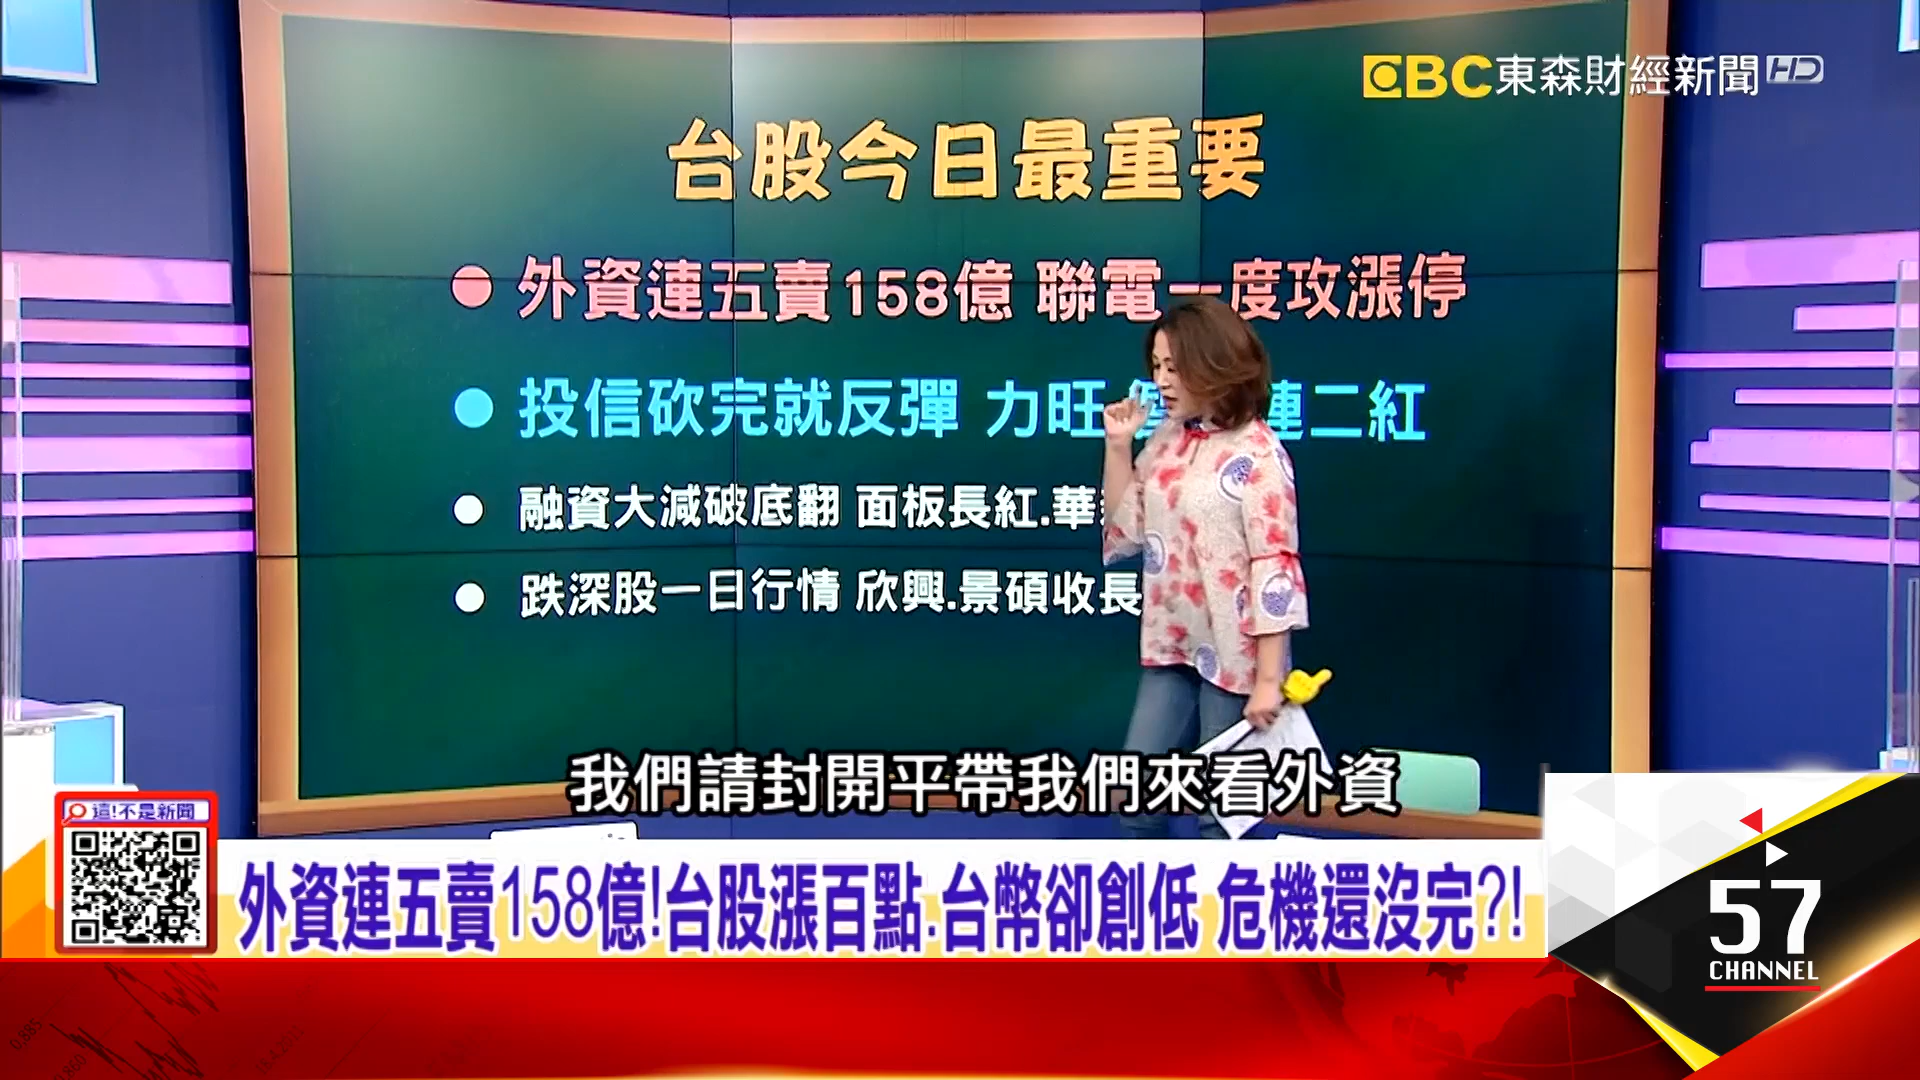 EBC東森財經新聞HD
台股今日最重要
外資連五賣158億 聯電一度攻漲停
投信砍完就反彈 力旺 連二紅
融資大減破底翻 面板長紅.華
跌深股一日行情 欣興.景碩收長
我們請封開平帶我們來看外資
這!不是新聞
外資連五賣158億!台股漲百點.台幣卻創低 危機還沒完?!
57
CHANNEL
0.885
0.860